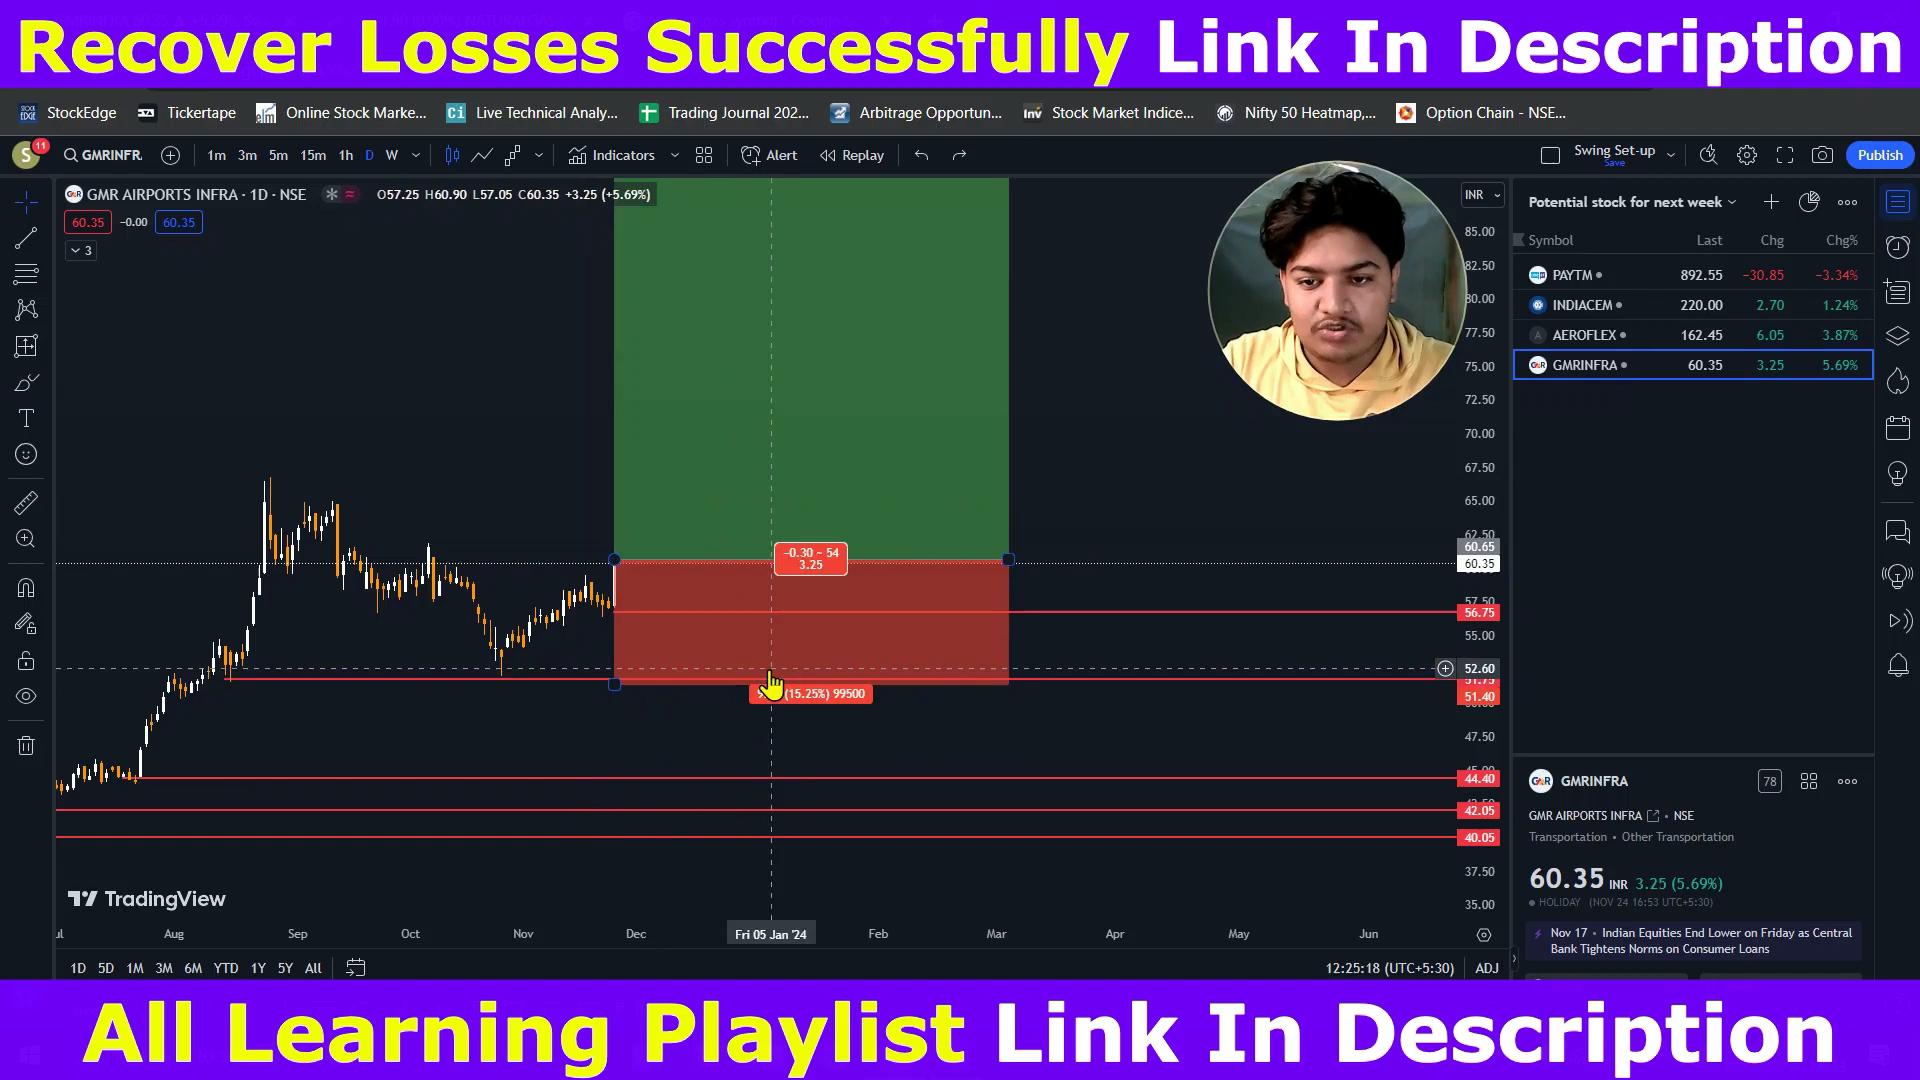 Recover Losses Successfully Link In Description
StockEdge Tickertape Online Stock Marke... Live Technical Analy... Trading Journal 202... Arbitrage Opportun... Stock Market Indice... Nifty 50 Heatmap,... Option Chain - NSE...
S 11 GMRINFR. 1m 3m 5m 15m 1h D W Indicators Alert Replay Swing Set-up Save Publish
GMR AIRPORTS INFRA · 1D · NSE O57.25 H60.90 L57.05 C60.35 +3.25 (+5.69%)
60.35 -0.00 60.35
3
INR
85.00
82.50
80.00
77.50
75.00
72.50
70.00
67.50
65.00
62.50
60.65
60.35
57.50
56.75
55.00
52.60
51.75
51.40
47.50
44.40
42.05
40.05
37.50
35.00
−0.30 ~ 54
3.25
(15.25%) 99500
TradingView
Aug Sep Oct Nov Dec Fri 05 Jan '24 Feb Mar Apr May Jun
1D 5D 1M 3M 6M YTD 1Y 5Y All 12:25:18 (UTC+5:30) ADJ
Potential stock for next week
Symbol Last Chg Chg%
PAYTM 892.55 −30.85 −3.34%
INDIACEM 220.00 2.70 1.24%
AEROFLEX 162.45 6.05 3.87%
GMRINFRA 60.35 3.25 5.69%
GMRINFRA 78
GMR AIRPORTS INFRA • NSE
Transportation • Other Transportation
60.35 INR 3.25 (5.69%)
HOLIDAY (NOV 24 16:53 UTC+5:30)
Nov 17 • Indian Equities End Lower on Friday as Central
Bank Tightens Norms on Consumer Loans
All Learning Playlist Link In Description